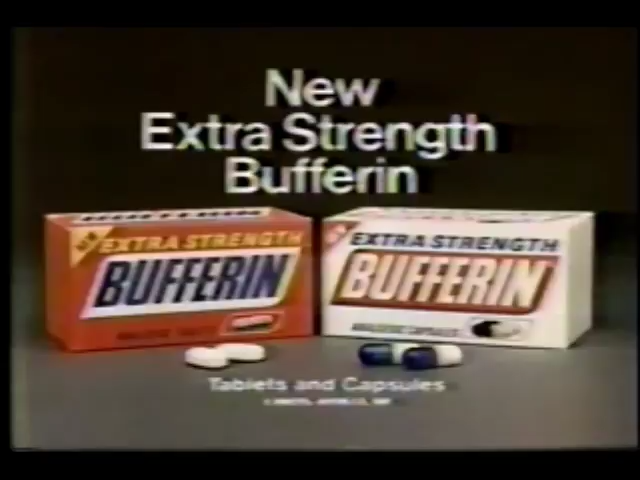 New
Extra Strength
Bufferin
EXTRA STRENGTH
BUFFERIN
EXTRA STRENGTH
BUFFERIN
Tablets and Capsules